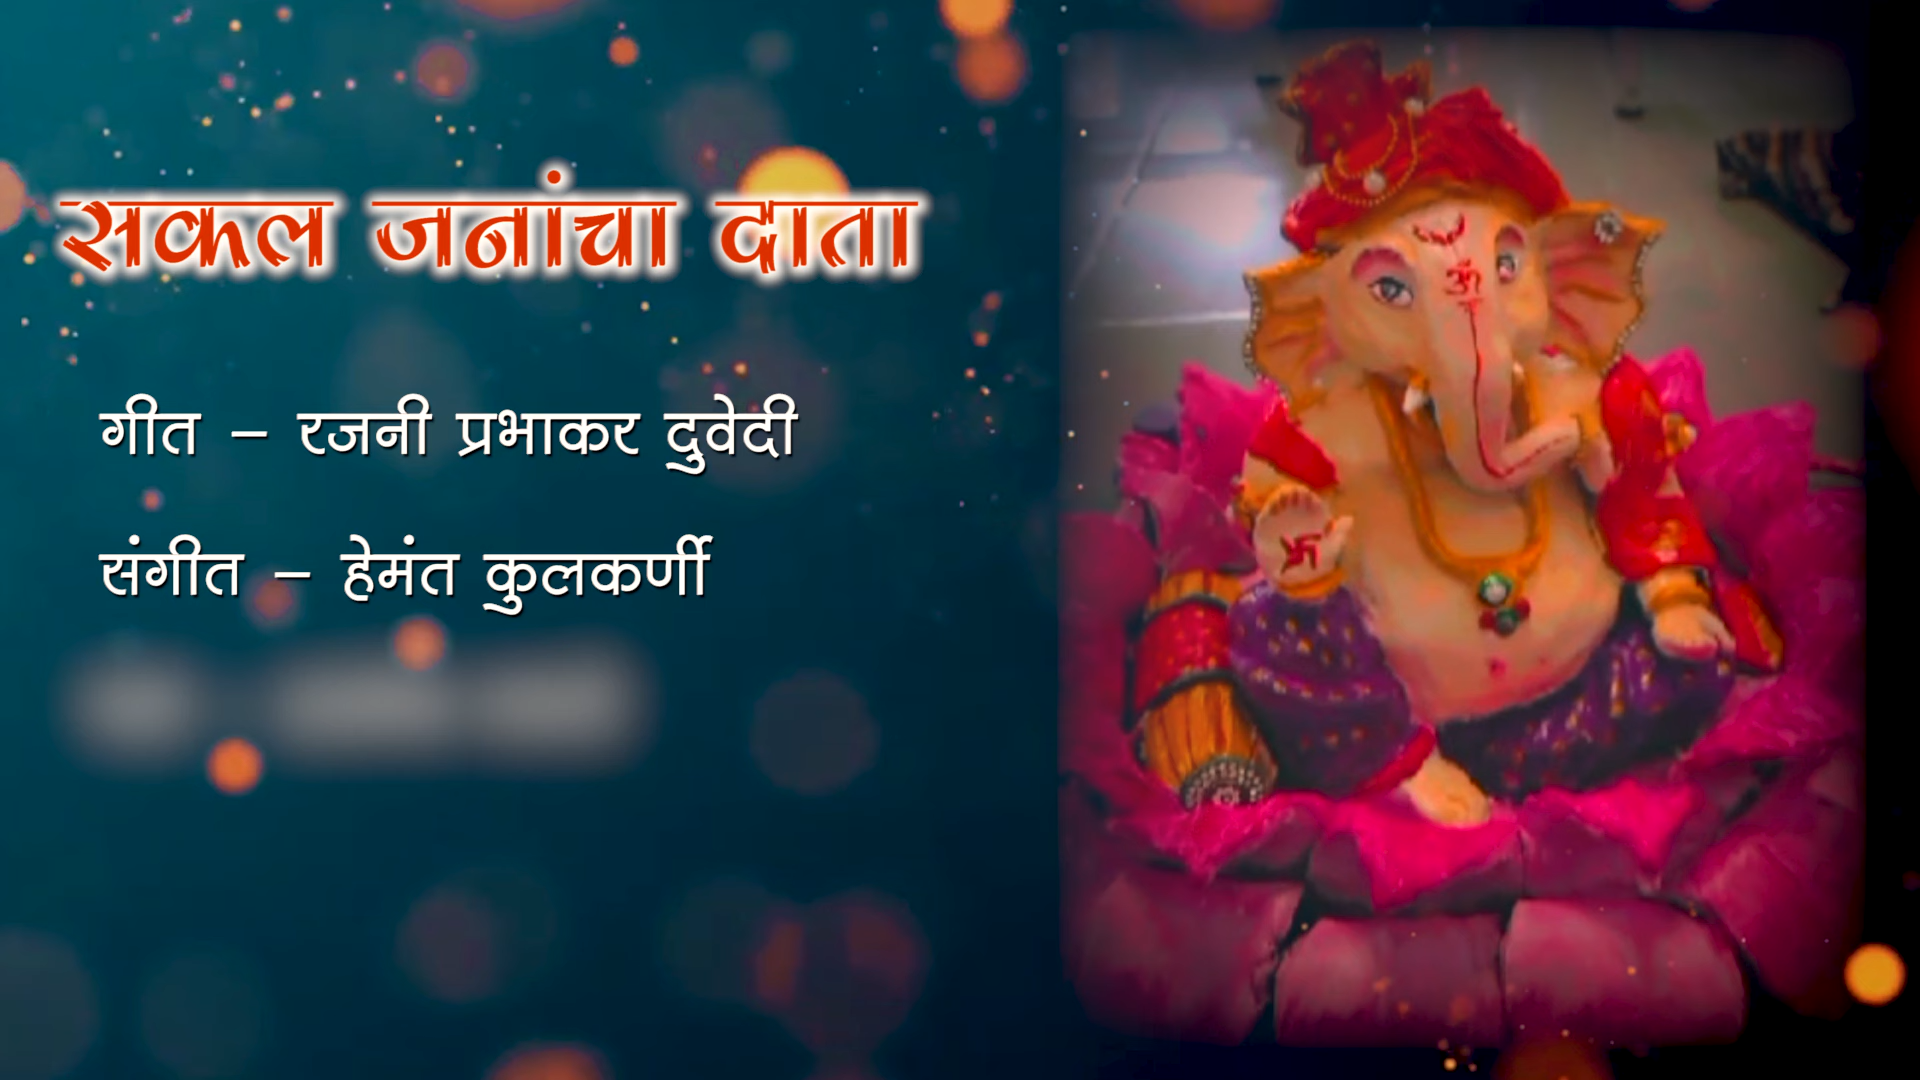 सकल जनांचा दाता
गीत – रजनी प्रभाकर दुवेदी
संगीत – हेमंत कुलकर्णी
ॐ